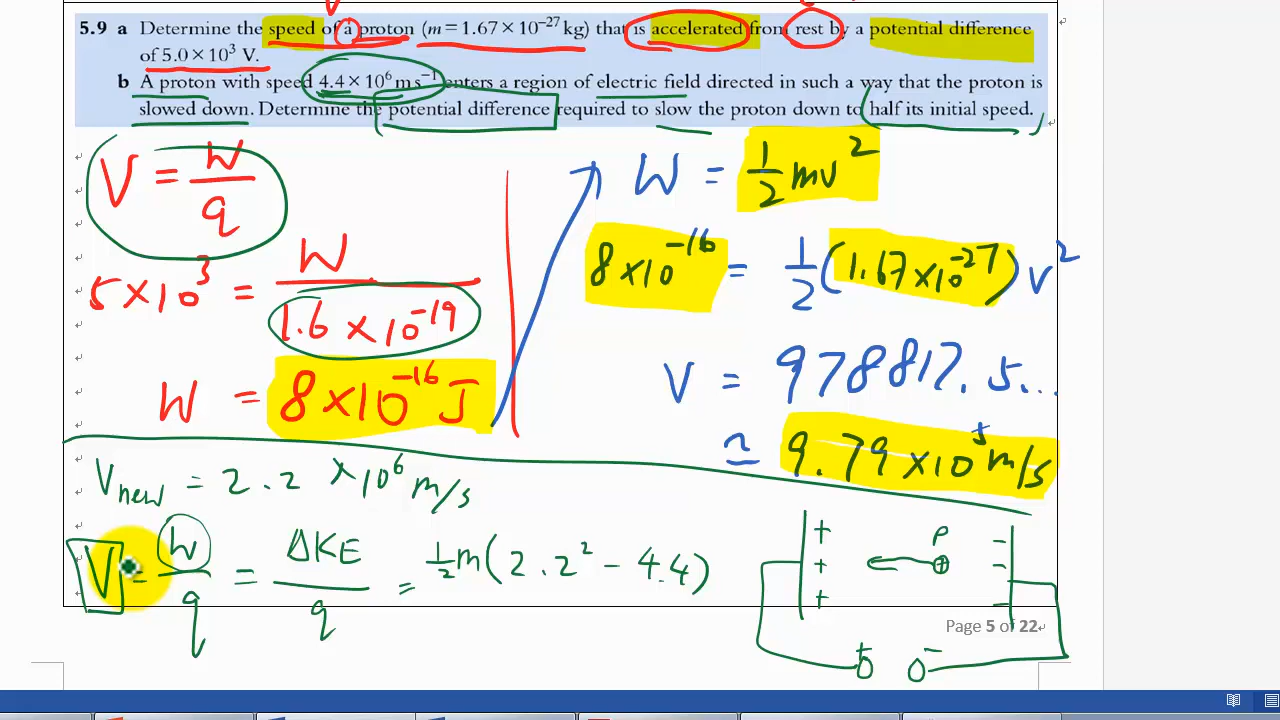 5.9 a Determine the speed of a proton (m = 1.67 × 10⁻²⁷ kg) that is accelerated from rest by a potential difference
of 5.0 × 10³ V.
b A proton with speed 4.4 × 10⁶ m s⁻¹ enters a region of electric field directed in such a way that the proton is
slowed down. Determine the potential difference required to slow the proton down to half its initial speed.
V = W / q
5 × 10³ = W / 1.6 × 10⁻¹⁹
W = 8 × 10⁻¹⁶ J
W = 1/2 mv²
8 × 10⁻¹⁶ = 1/2 (1.67 × 10⁻²⁷) v²
V = 978817.5...
≃ 9.79 × 10⁵ m/s
Vnew = 2.2 × 10⁶ m/s
V = W / q = ΔKE / q = 1/2 m (2.2² − 4.4)
+ P −
+ ⊕ −
+ −
Page 5 of 22
+ −